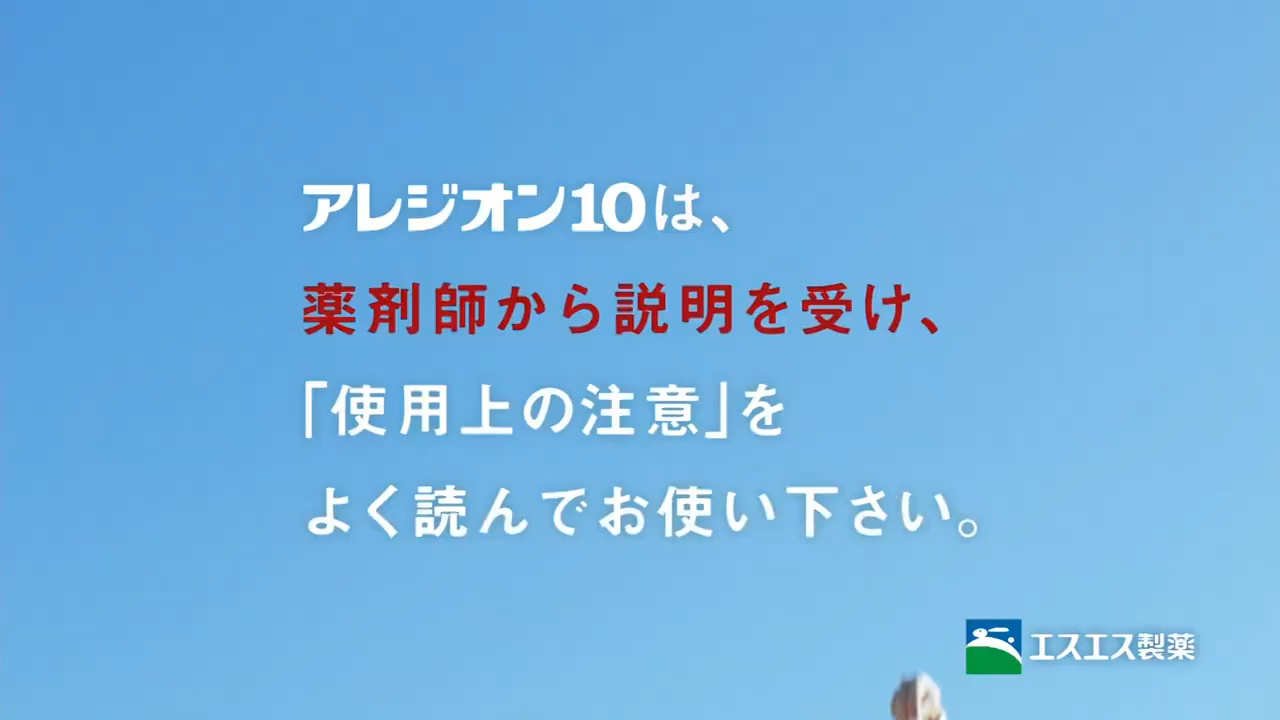 アレジオン10は、
薬剤師から説明を受け、
「使用上の注意」を
よく読んでお使い下さい。
エスエス製薬